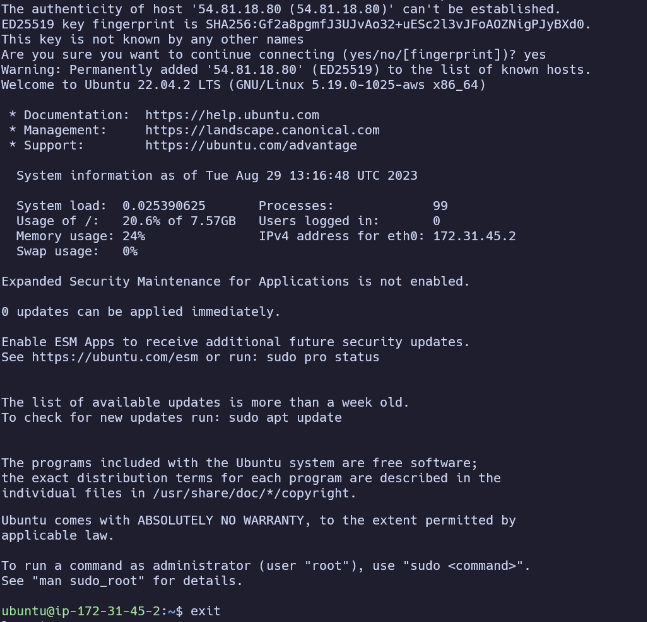 The authenticity of host '54.81.18.80 (54.81.18.80)' can't be established.
ED25519 key fingerprint is SHA256:Gf2a8pgmfJ3UJvAo32+uESc2l3vJFoAOZNigPJyBXd0.
This key is not known by any other names
Are you sure you want to continue connecting (yes/no/[fingerprint])? yes
Warning: Permanently added '54.81.18.80' (ED25519) to the list of known hosts.
Welcome to Ubuntu 22.04.2 LTS (GNU/Linux 5.19.0-1025-aws x86_64)
* Documentation:  https://help.ubuntu.com
* Management:     https://landscape.canonical.com
* Support:        https://ubuntu.com/advantage
System information as of Tue Aug 29 13:16:48 UTC 2023
System load:  0.025390625       Processes:             99
Usage of /:   20.6% of 7.57GB   Users logged in:       0
Memory usage: 24%               IPv4 address for eth0: 172.31.45.2
Swap usage:   0%
Expanded Security Maintenance for Applications is not enabled.
0 updates can be applied immediately.
Enable ESM Apps to receive additional future security updates.
See https://ubuntu.com/esm or run: sudo pro status
The list of available updates is more than a week old.
To check for new updates run: sudo apt update
The programs included with the Ubuntu system are free software;
the exact distribution terms for each program are described in the
individual files in /usr/share/doc/*/copyright.
Ubuntu comes with ABSOLUTELY NO WARRANTY, to the extent permitted by
applicable law.
To run a command as administrator (user "root"), use "sudo <command>".
See "man sudo_root" for details.
ubuntu@ip-172-31-45-2:~$ exit